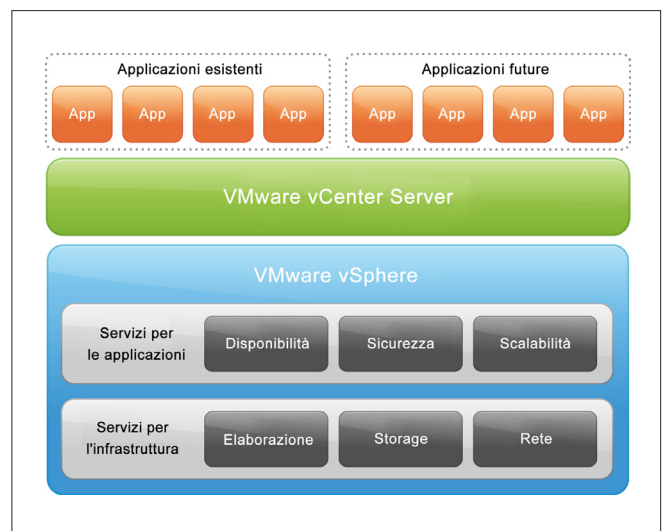 Applicazioni esistenti
Applicazioni future
App App App App
App App App App
VMware vCenter Server
VMware vSphere
Servizi per
le applicazioni
Disponibilità
Sicurezza
Scalabilità
Servizi per
l'infrastruttura
Elaborazione
Storage
Rete